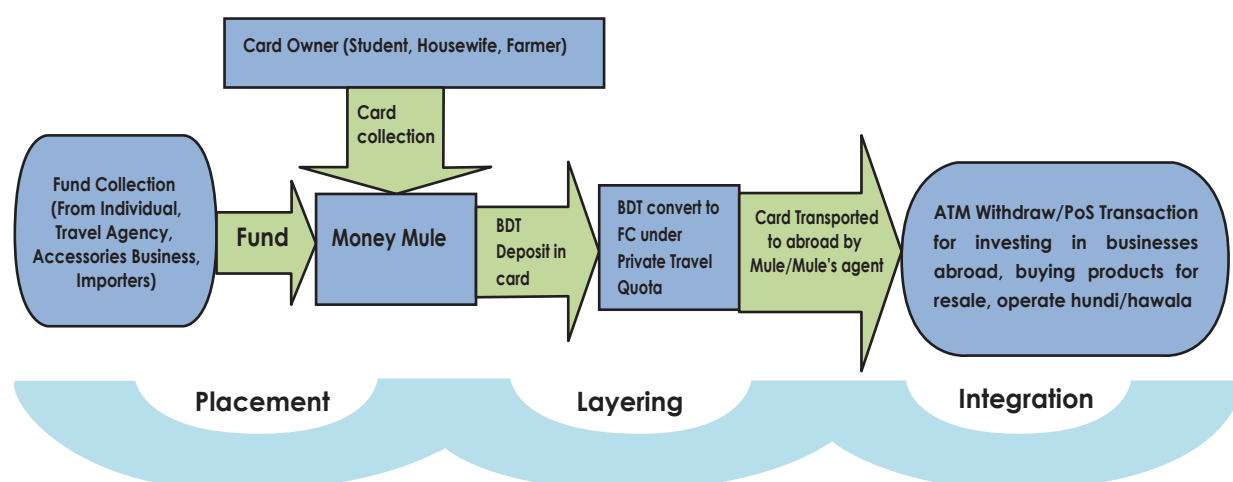 Card Owner (Student, Housewife, Farmer)
Card
collection
Fund Collection
(From Individual,
Travel Agency,
Accessories Business,
Importers)
Fund
Money Mule
BDT
Deposit in
card
BDT convert to
FC under
Private Travel
Quota
Card Transported
to abroad by
Mule/Mule's agent
ATM Withdraw/PoS Transaction
for investing in businesses
abroad, buying products for
resale, operate hundi/hawala
Placement
Layering
Integration